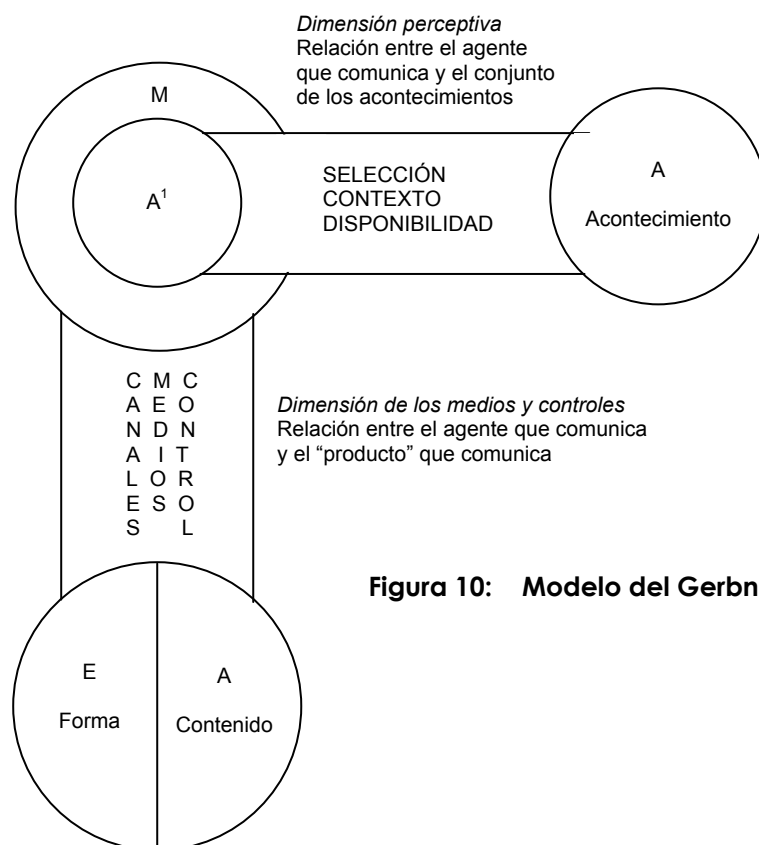 Dimensión perceptiva
Relación entre el agente
que comunica y el conjunto
de los acontecimientos
M
A¹
SELECCIÓN
CONTEXTO
DISPONIBILIDAD
A
Acontecimiento
CANALES
MEDIOS
CONTROL
Dimensión de los medios y controles
Relación entre el agente que comunica
y el “producto” que comunica
Figura 10: Modelo del Gerbn
E
Forma
A
Contenido